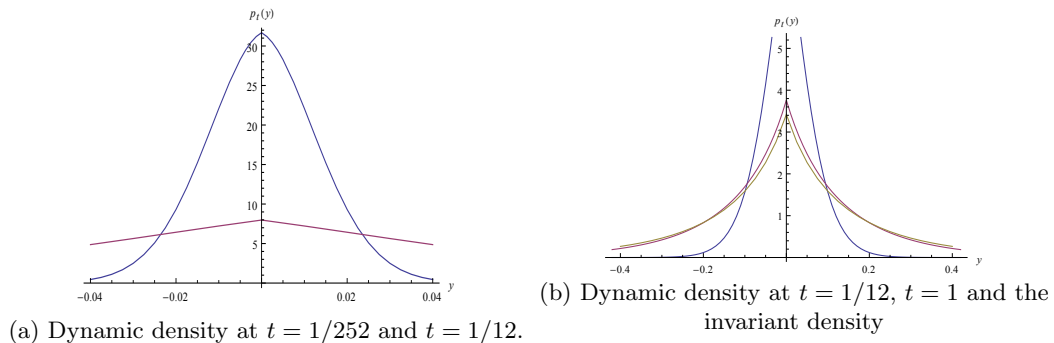 p_t(y)
30
25
20
15
10
5
−0.04 −0.02 0.02 0.04 y
(a) Dynamic density at t = 1/252 and t = 1/12.
p_t(y)
5
4
3
2
1
−0.4 −0.2 0.2 0.4 y
(b) Dynamic density at t = 1/12, t = 1 and the
invariant density